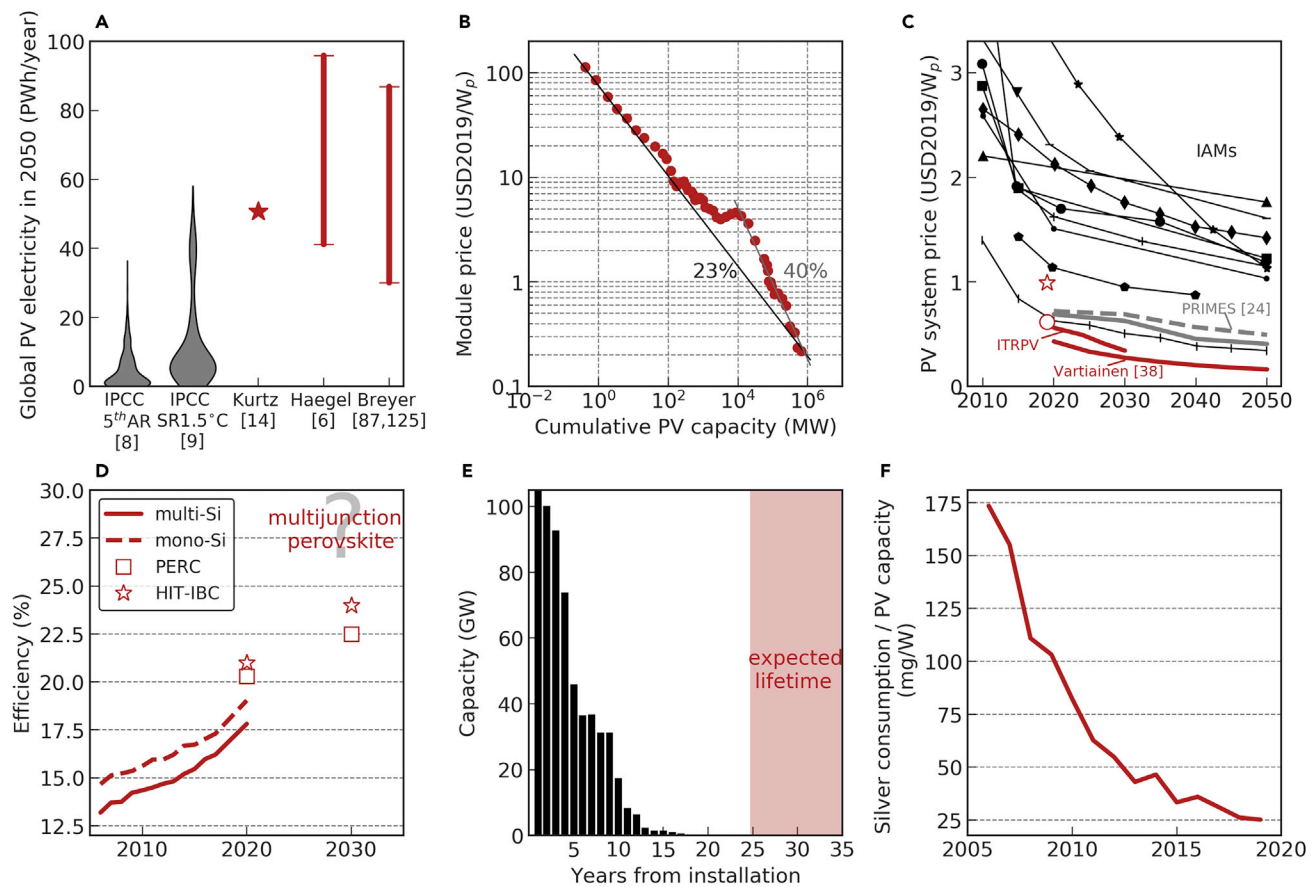 A
Global PV electricity in 2050 (PWh/year)
100
80
60
40
20
0
IPCC
5thAR
[8]
IPCC
SR1.5°C
[9]
Kurtz
[14]
Haegel
[6]
Breyer
[87,125]
B
Module price (USD2019/Wp)
100
10
1
0.1
23%
40%
10−2
100
102
104
106
Cumulative PV capacity (MW)
C
PV system price (USD2019/Wp)
3
2
1
0
IAMs
PRIMES [24]
ITRPV
Vartiainen [38]
2010
2020
2030
2040
2050
D
Efficiency (%)
30.0
27.5
25.0
22.5
20.0
17.5
15.0
12.5
multi-Si
mono-Si
PERC
HIT-IBC
?
multijunction
perovskite
2010
2020
2030
E
Capacity (GW)
100
80
60
40
20
0
expected
lifetime
5
10
15
20
25
30
35
Years from installation
F
Silver consumption / PV capacity
(mg/W)
175
150
125
100
75
50
25
2005
2010
2015
2020